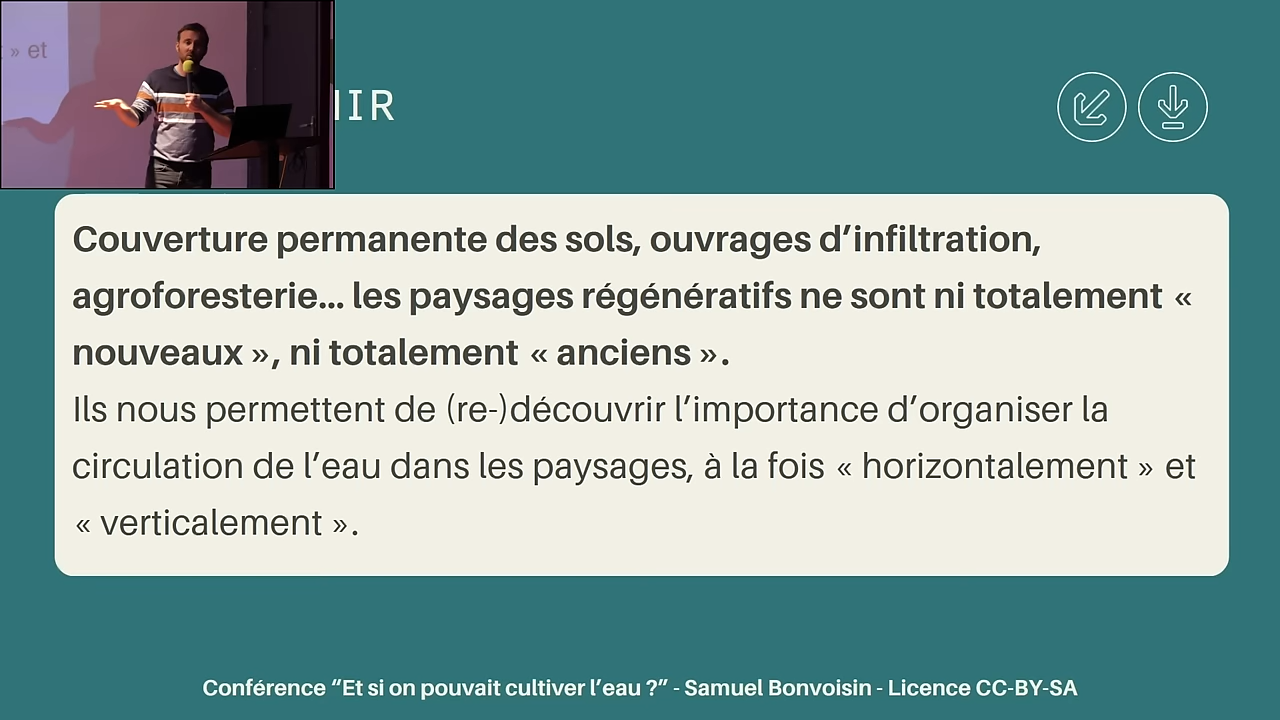 » et
NIR
Couverture permanente des sols, ouvrages d’infiltration,
agroforesterie... les paysages régénératifs ne sont ni totalement «
nouveaux », ni totalement « anciens ».
Ils nous permettent de (re-)découvrir l’importance d’organiser la
circulation de l’eau dans les paysages, à la fois « horizontalement » et
« verticalement ».
Conférence “Et si on pouvait cultiver l’eau ?” - Samuel Bonvoisin - Licence CC-BY-SA